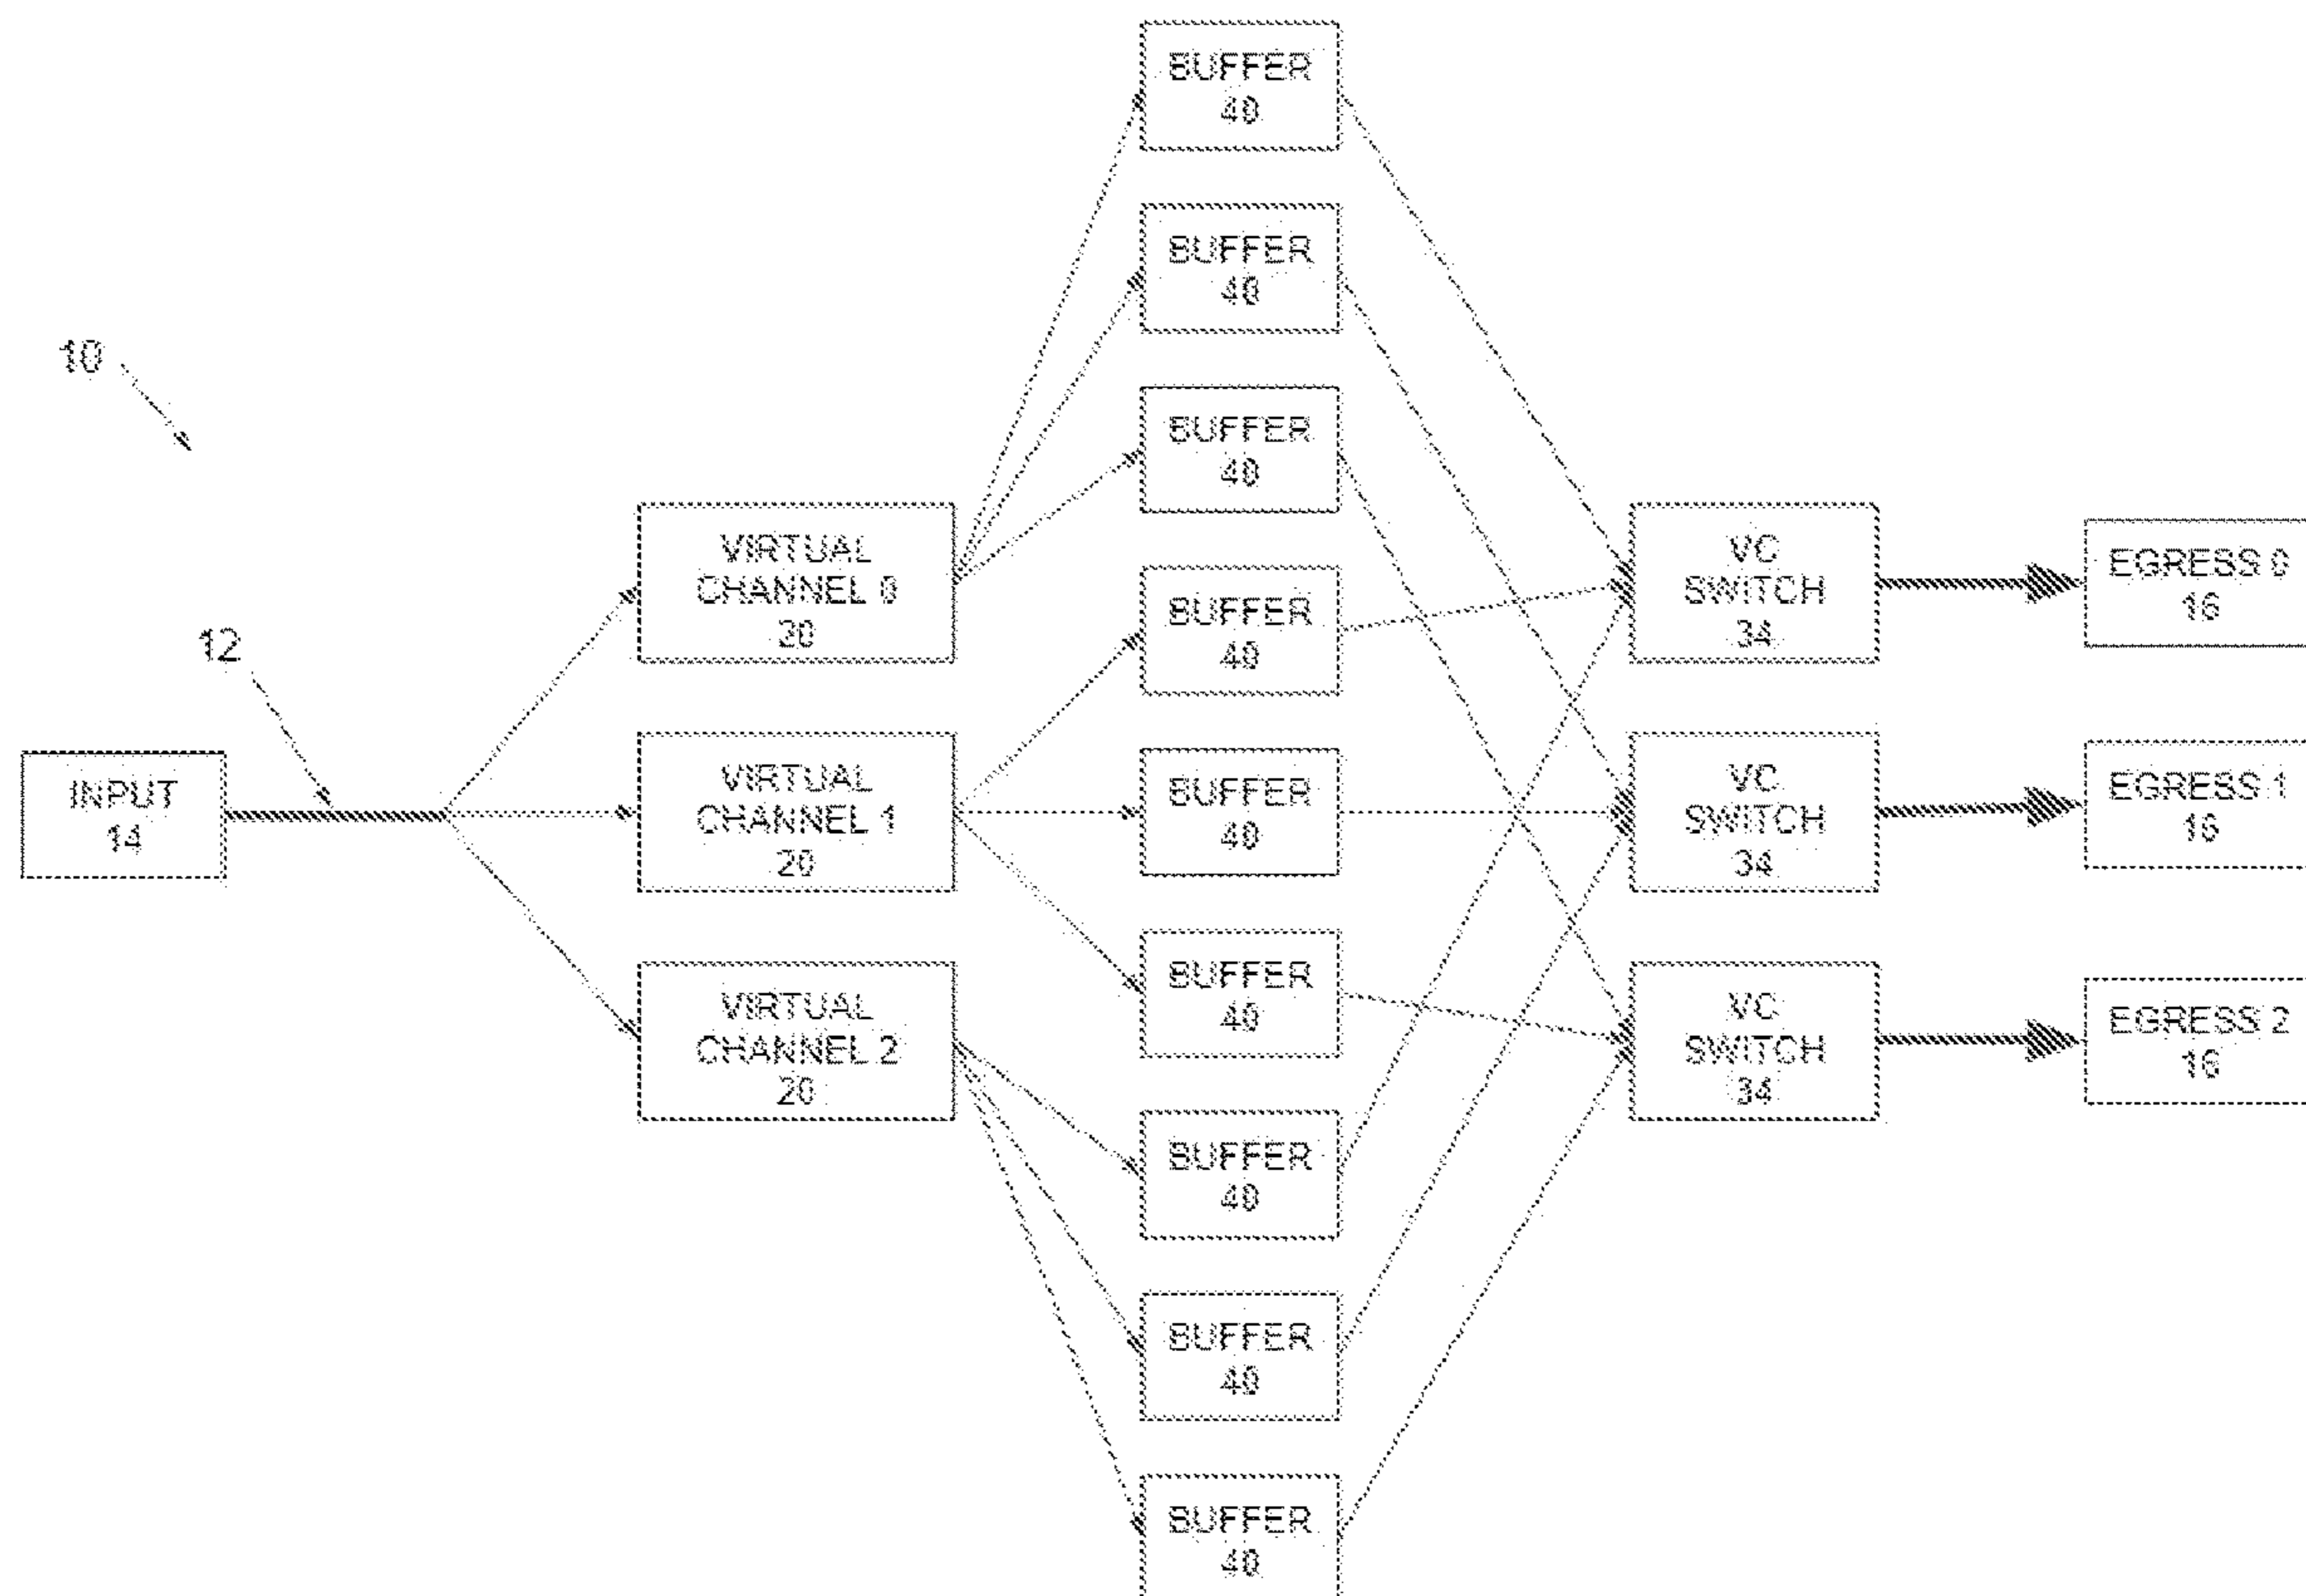 10
12
INPUT
14
VIRTUAL
CHANNEL 0
20
VIRTUAL
CHANNEL 1
20
VIRTUAL
CHANNEL 2
20
BUFFER
40
BUFFER
40
BUFFER
40
BUFFER
40
BUFFER
40
BUFFER
40
BUFFER
40
BUFFER
40
BUFFER
40
VC
SWITCH
34
VC
SWITCH
34
VC
SWITCH
34
EGRESS 0
16
EGRESS 1
16
EGRESS 2
16